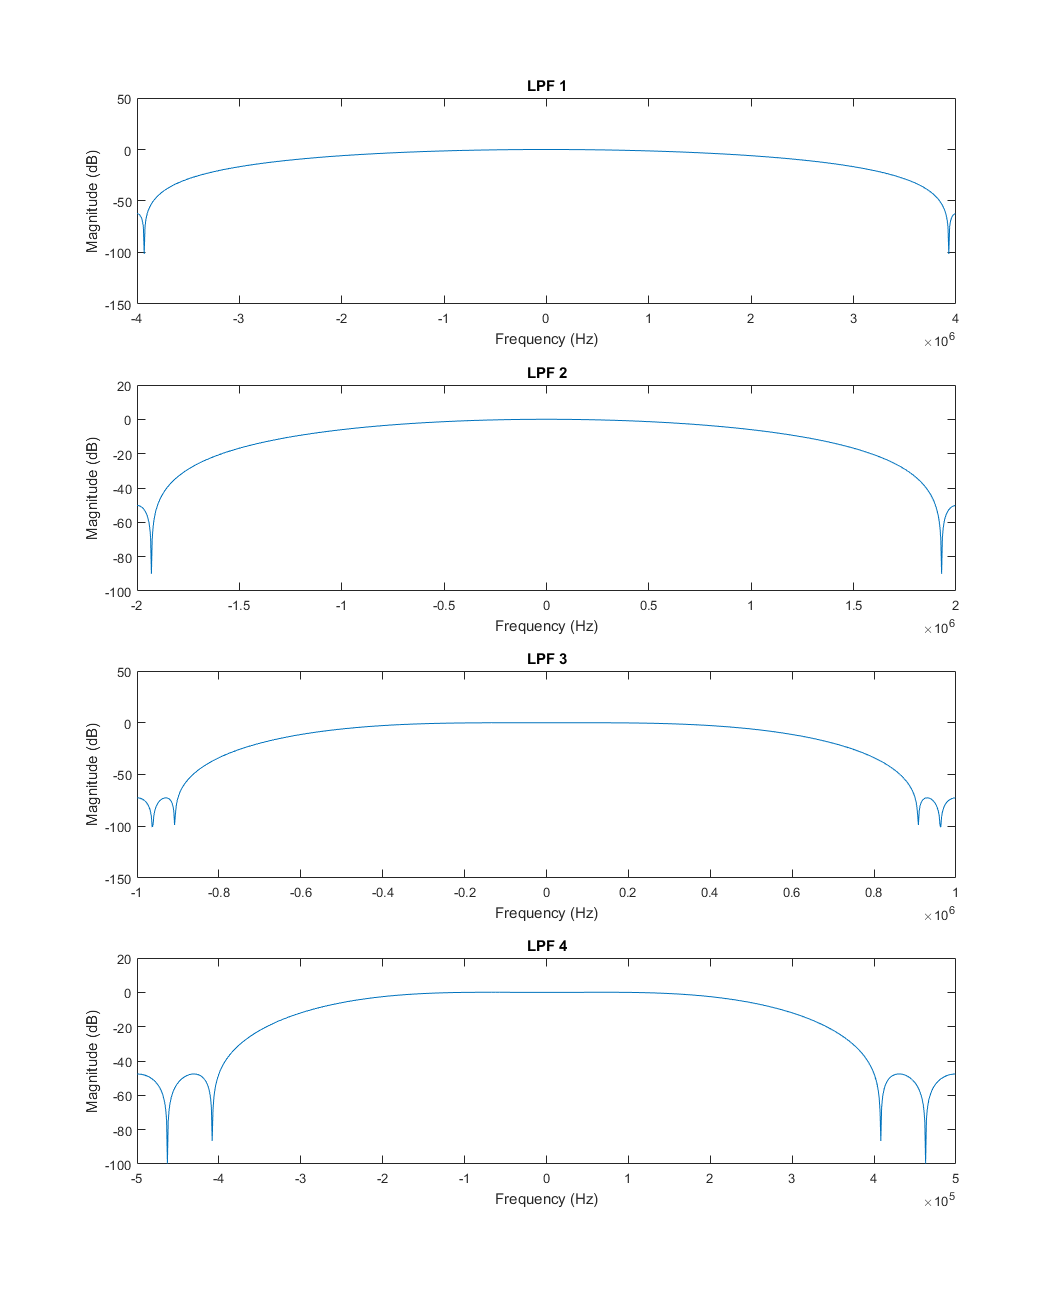 LPF 1
50
0
-50
-100
-150
Magnitude (dB)
-4 -3 -2 -1 0 1 2 3 4
Frequency (Hz)
×10^6
LPF 2
20
0
-20
-40
-60
-80
-100
Magnitude (dB)
-2 -1.5 -1 -0.5 0 0.5 1 1.5 2
Frequency (Hz)
×10^6
LPF 3
50
0
-50
-100
-150
Magnitude (dB)
-1 -0.8 -0.6 -0.4 -0.2 0 0.2 0.4 0.6 0.8 1
Frequency (Hz)
×10^6
LPF 4
20
0
-20
-40
-60
-80
-100
Magnitude (dB)
-5 -4 -3 -2 -1 0 1 2 3 4 5
Frequency (Hz)
×10^5